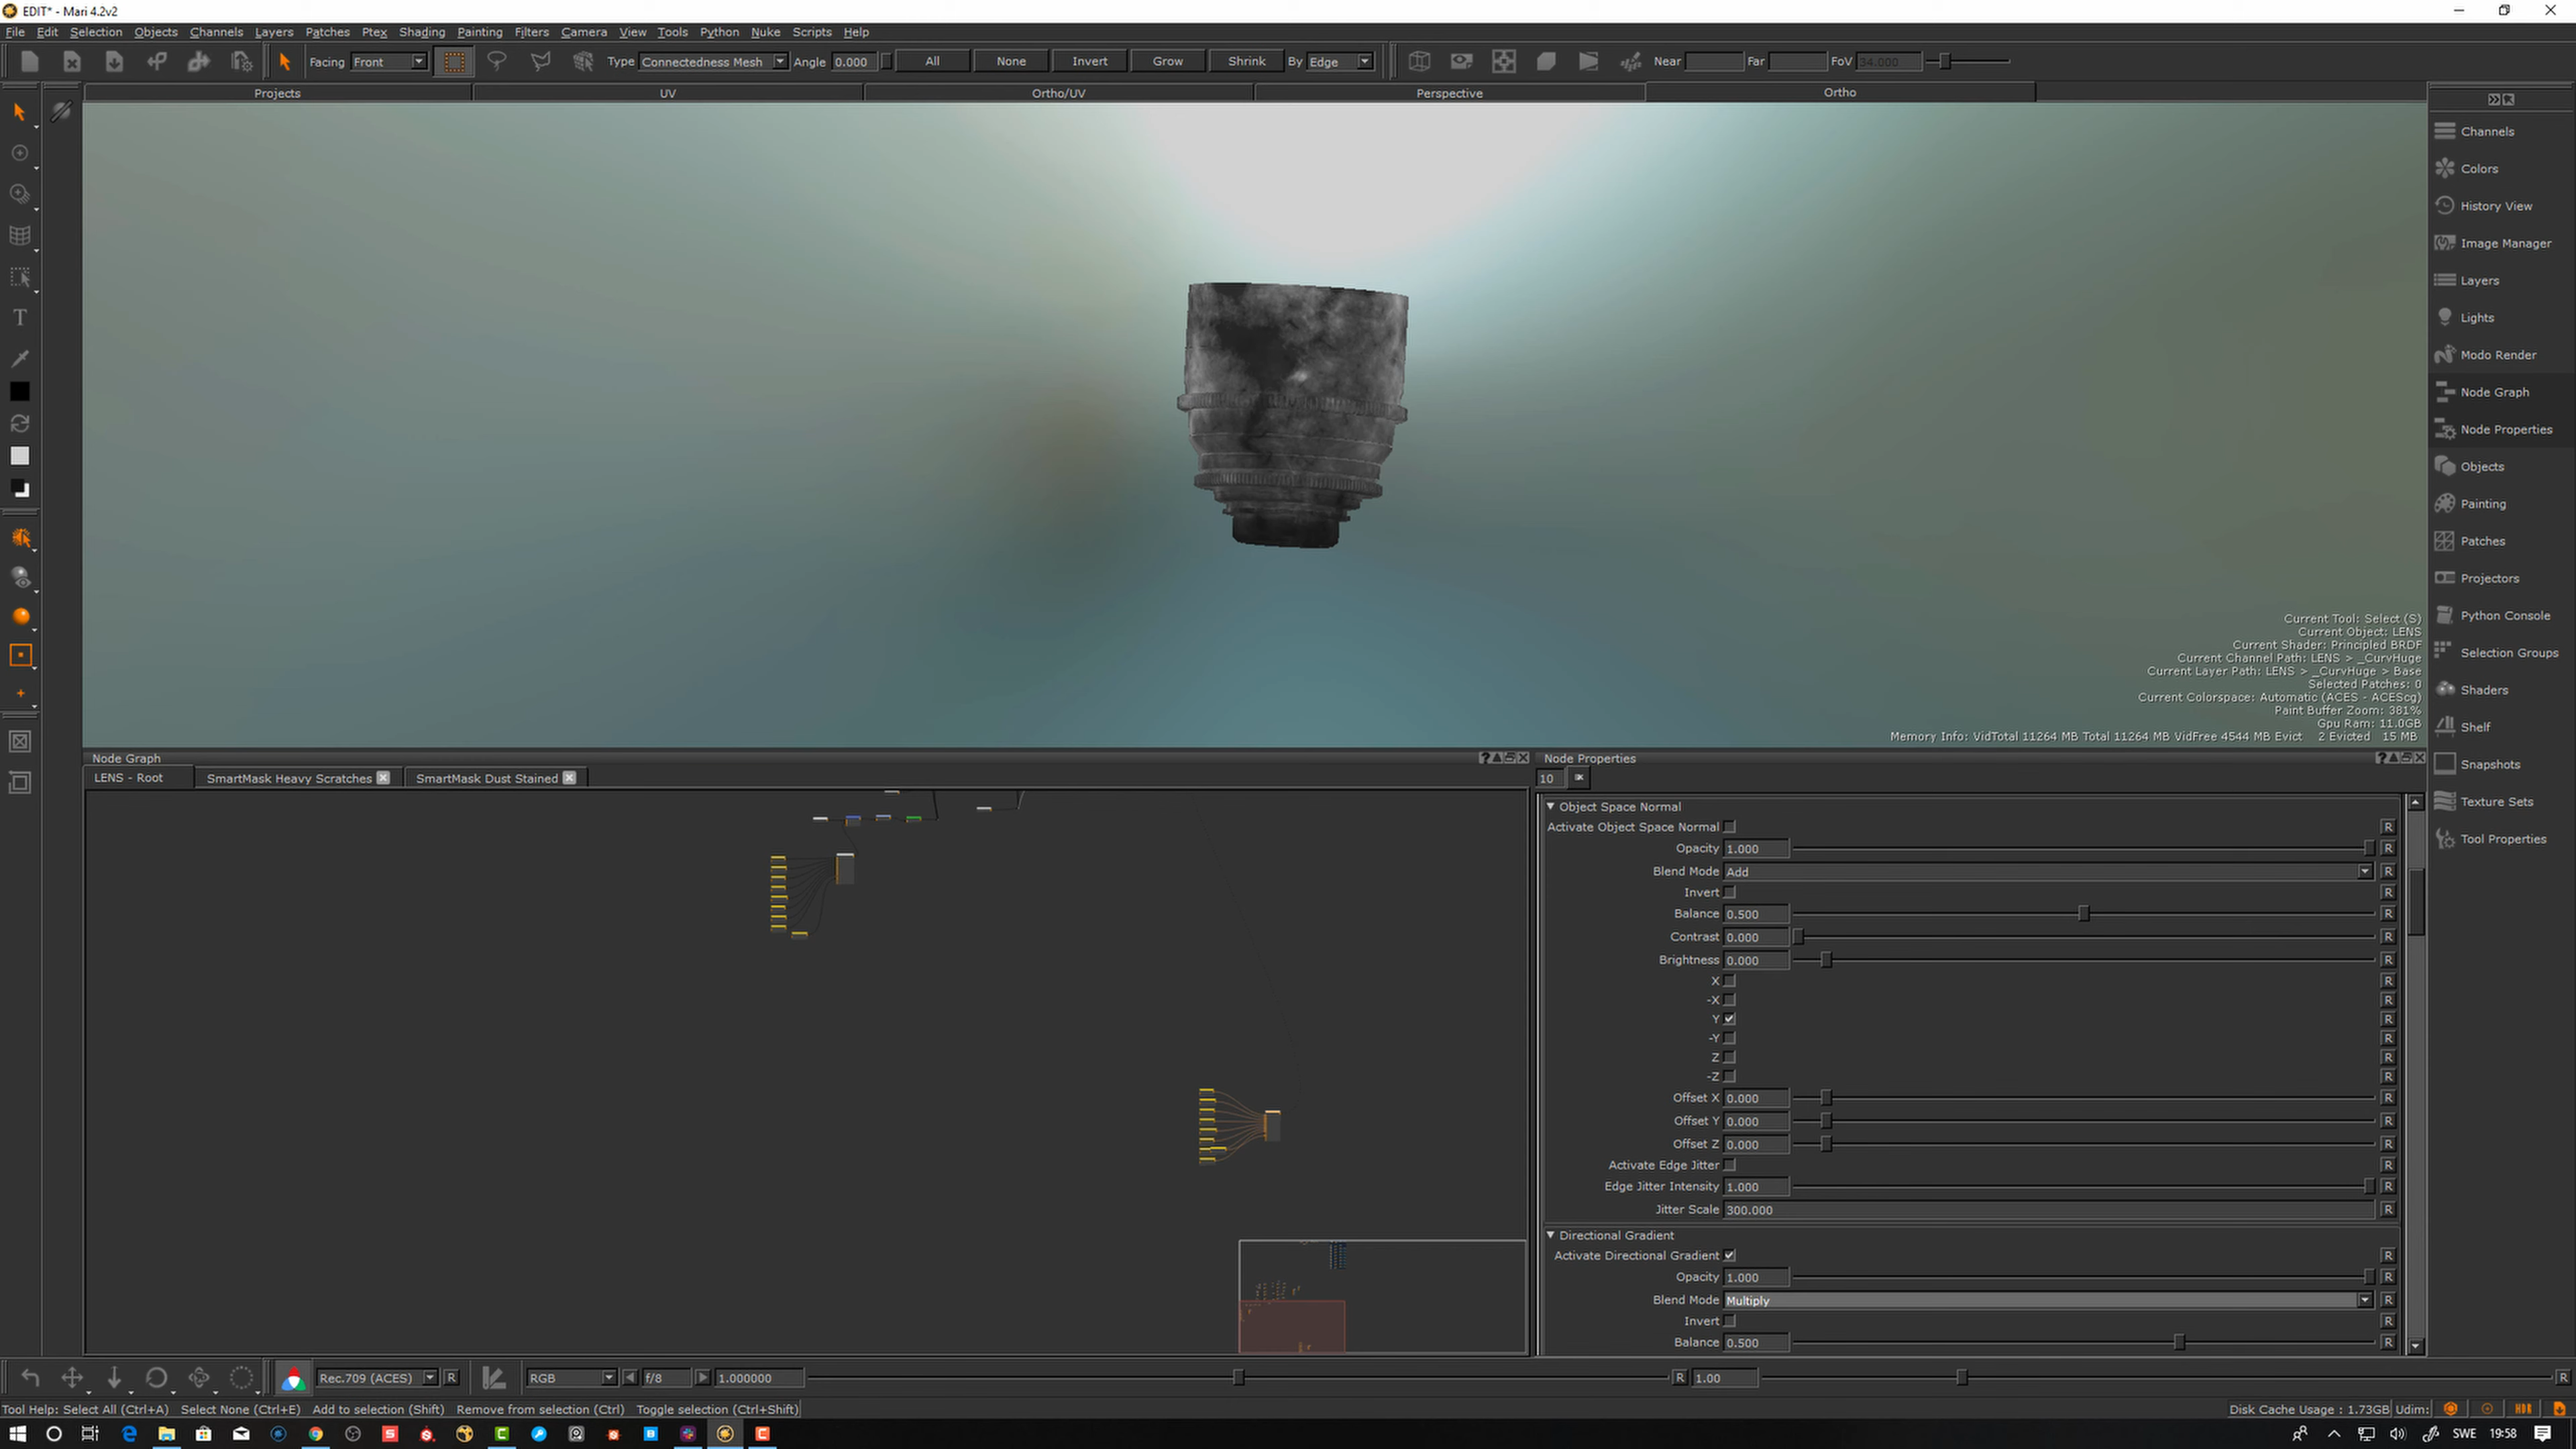 EDIT* - Mari 4.2v2
File Edit Selection Objects Channels Layers Patches Ptex Shading Painting Filters Camera View Tools Python Nuke Scripts Help
Facing Front Type Connectedness Mesh Angle 0.000 All None Invert Grow Shrink By Edge Near Far FoV 34.000
Projects UV Ortho/UV Perspective Ortho
Channels
Colors
History View
Image Manager
Layers
Lights
Modo Render
Node Graph
Node Properties
Objects
Painting
Patches
Projectors
Python Console
Selection Groups
Shaders
Shelf
Snapshots
Texture Sets
Tool Properties
Current Tool: Select (S)
Current Object: LENS
Current Shader: Principled BRDF
Current Channel Path: LENS > _CurvHuge
Current Layer Path: LENS > _CurvHuge > Base
Selected Patches: 0
Current Colorspace: Automatic (ACES - ACEScg)
Paint Buffer Zoom: 381%
Gpu Ram: 11.0GB
Memory Info: VidTotal 11264 MB Total 11264 MB VidFree 4544 MB Evict 2 Evicted 15 MB
Node Graph
LENS - Root SmartMask Heavy Scratches SmartMask Dust Stained
Node Properties
10
Object Space Normal
Activate Object Space Normal R
Opacity 1.000 R
Blend Mode Add R
Invert R
Balance 0.500 R
Contrast 0.000 R
Brightness 0.000 R
X R
-X R
Y R
-Y R
Z R
-Z R
Offset X 0.000 R
Offset Y 0.000 R
Offset Z 0.000 R
Activate Edge Jitter R
Edge Jitter Intensity 1.000 R
Jitter Scale 300.000 R
Directional Gradient
Activate Directional Gradient R
Opacity 1.000 R
Blend Mode Multiply R
Invert R
Balance 0.500 R
Rec.709 (ACES) R RGB f/8 1.000000 R 1.00 R
Tool Help: Select All (Ctrl+A) Select None (Ctrl+E) Add to selection (Shift) Remove from selection (Ctrl) Toggle selection (Ctrl+Shift)
Disk Cache Usage : 1.73GB Udim: HDR
SWE 19:58